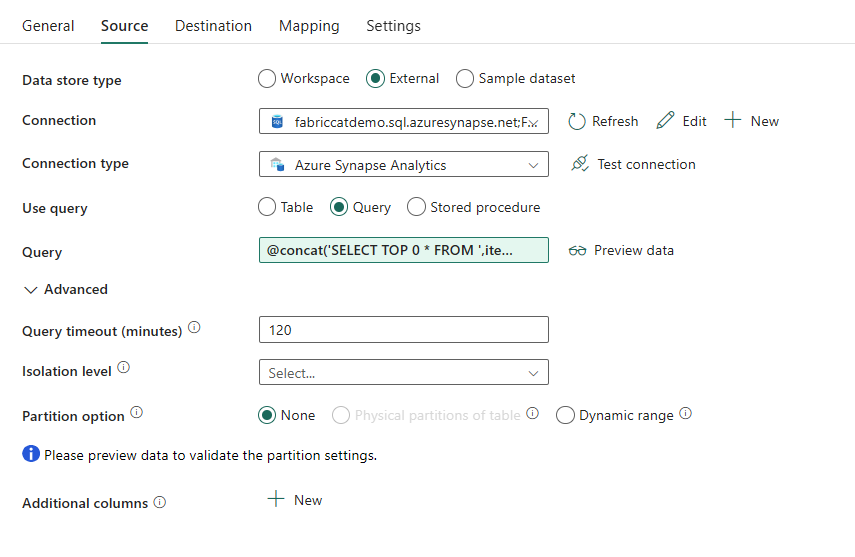 General Source Destination Mapping Settings
Data store type Workspace External Sample dataset
Connection fabriccatdemo.sql.azuresynapse.net;F... Refresh Edit New
Connection type Azure Synapse Analytics Test connection
Use query Table Query Stored procedure
Query @concat('SELECT TOP 0 * FROM ',ite... Preview data
Advanced
Query timeout (minutes) 120
Isolation level Select...
Partition option None Physical partitions of table Dynamic range
Please preview data to validate the partition settings.
Additional columns New